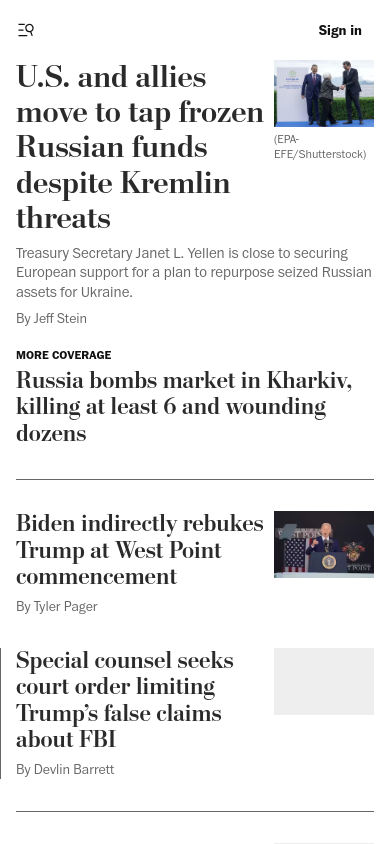 Sign in
U.S. and allies
move to tap frozen
Russian funds
despite Kremlin
threats
(EPA-
EFE/Shutterstock)
Treasury Secretary Janet L. Yellen is close to securing
European support for a plan to repurpose seized Russian
assets for Ukraine.
By Jeff Stein
MORE COVERAGE
Russia bombs market in Kharkiv,
killing at least 6 and wounding
dozens
Biden indirectly rebukes
Trump at West Point
commencement
By Tyler Pager
Special counsel seeks
court order limiting
Trump’s false claims
about FBI
By Devlin Barrett